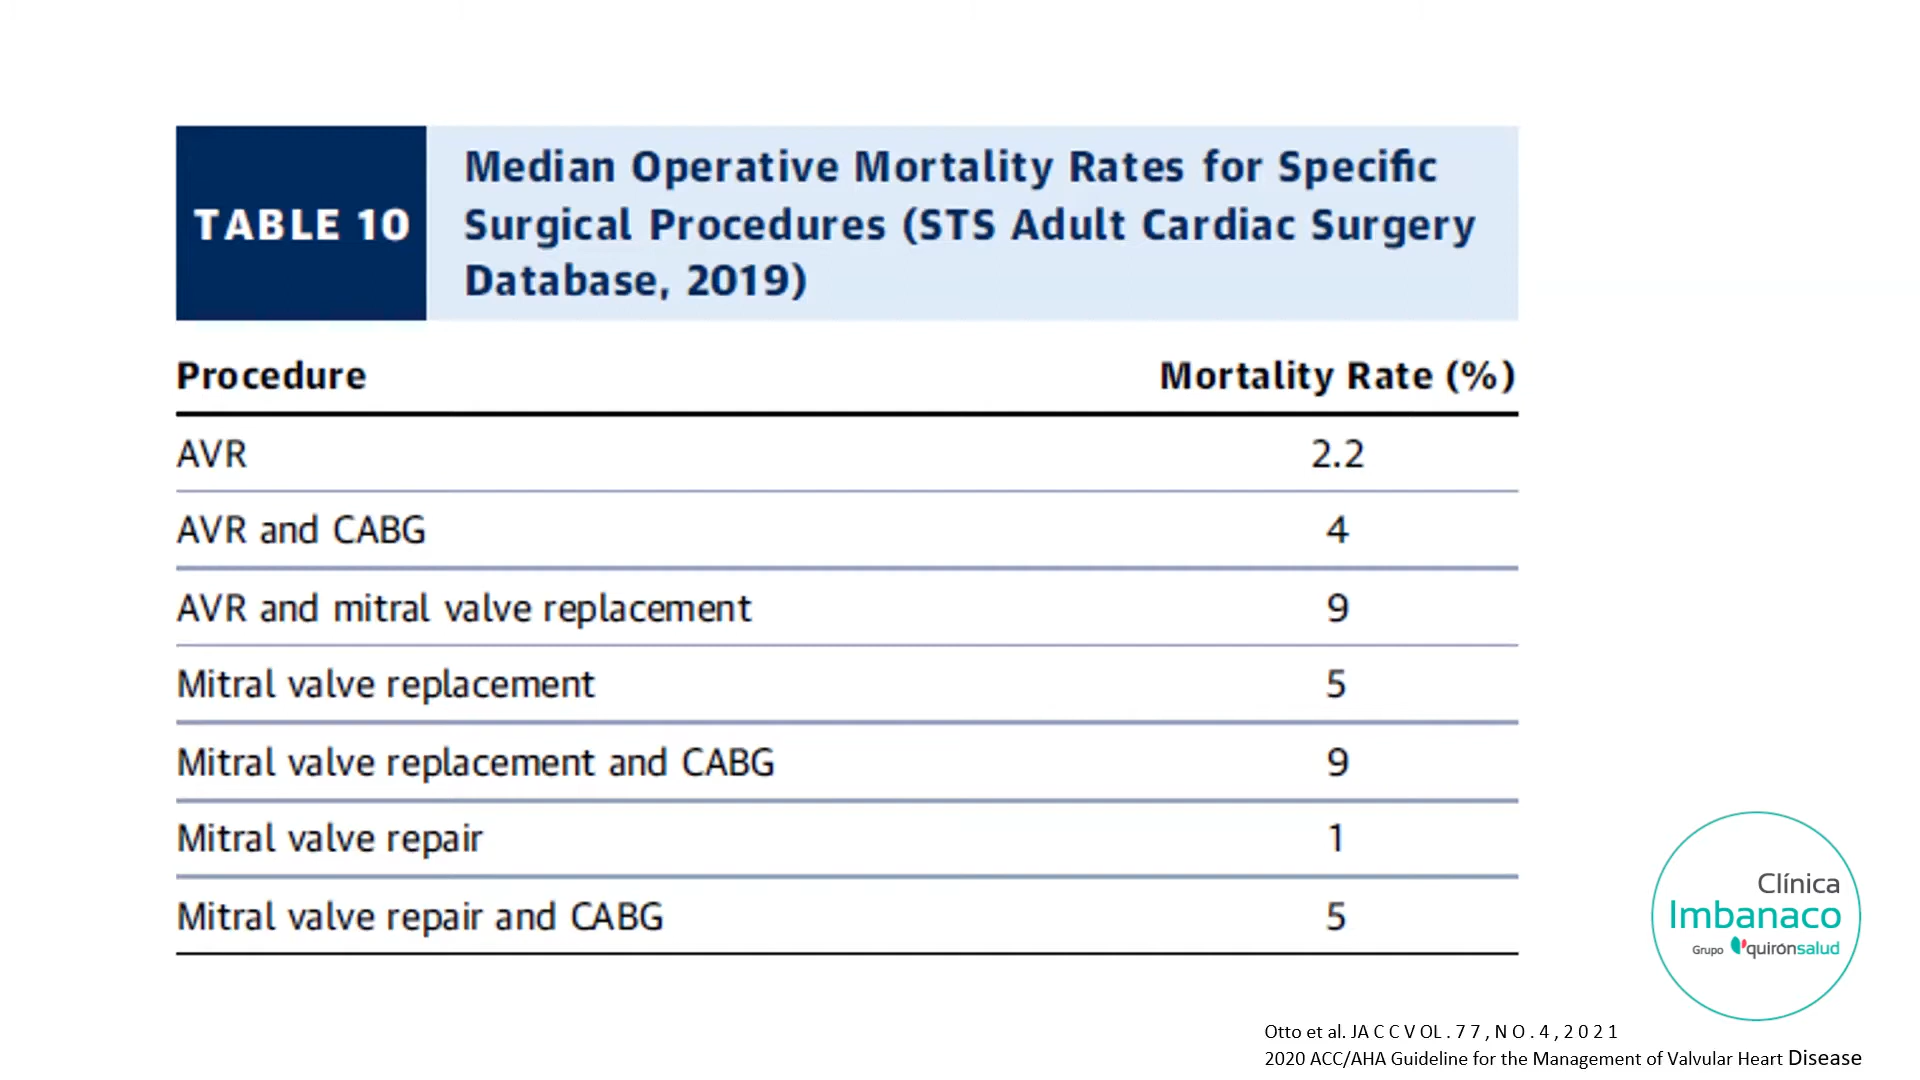 TABLE 10
Median Operative Mortality Rates for Specific
Surgical Procedures (STS Adult Cardiac Surgery
Database, 2019)
Procedure Mortality Rate (%)
AVR 2.2
AVR and CABG 4
AVR and mitral valve replacement 9
Mitral valve replacement 5
Mitral valve replacement and CABG 9
Mitral valve repair 1
Mitral valve repair and CABG 5
Clínica
Imbanaco
Grupo quirónsalud
Otto et al. JA C C V OL . 7 7 , N O . 4 , 2 0 2 1
2020 ACC/AHA Guideline for the Management of Valvular Heart Disease